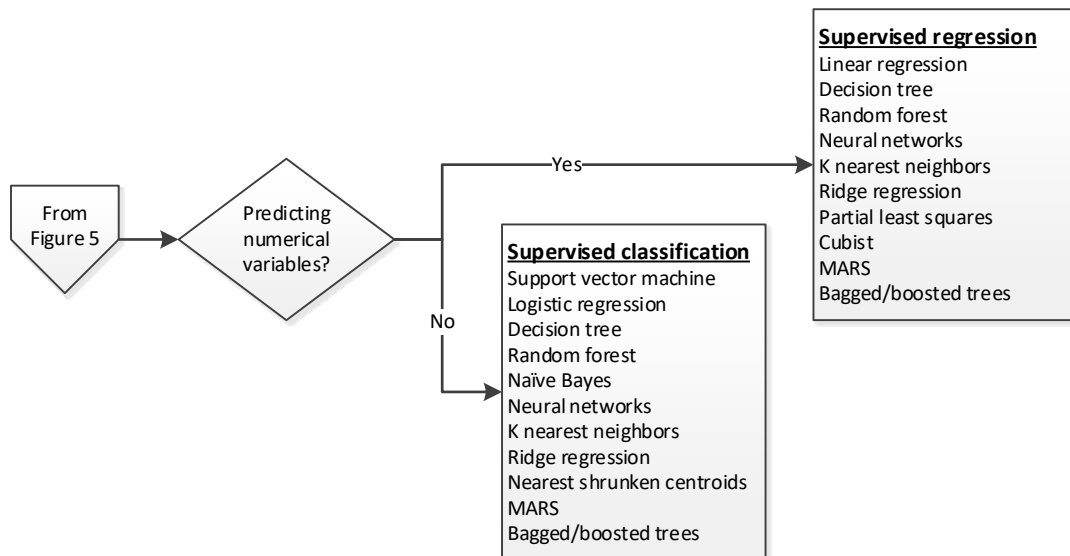 From
Figure 5
Predicting
numerical
variables?
Yes
No
Supervised regression
Linear regression
Decision tree
Random forest
Neural networks
K nearest neighbors
Ridge regression
Partial least squares
Cubist
MARS
Bagged/boosted trees
Supervised classification
Support vector machine
Logistic regression
Decision tree
Random forest
Naïve Bayes
Neural networks
K nearest neighbors
Ridge regression
Nearest shrunken centroids
MARS
Bagged/boosted trees